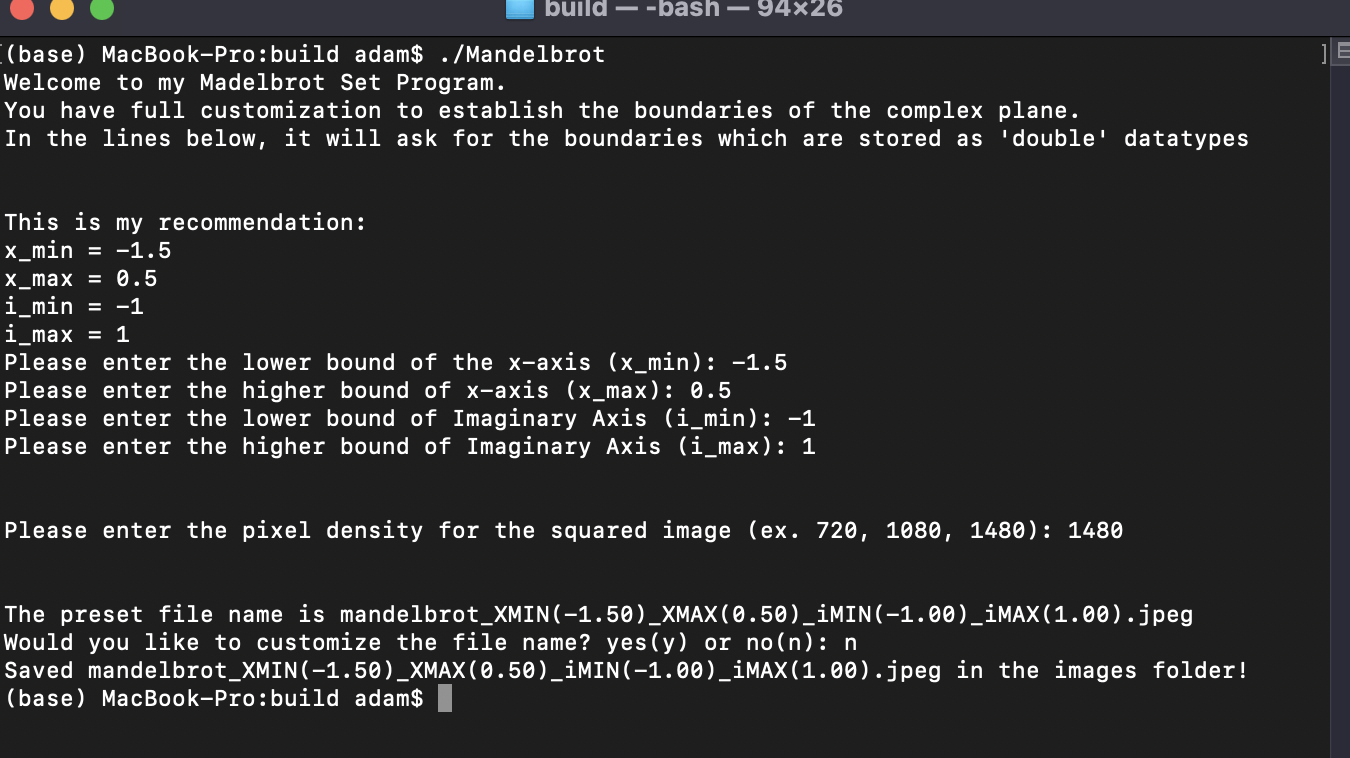 build — -bash — 94×26
(base) MacBook-Pro:build adam$ ./Mandelbrot
Welcome to my Madelbrot Set Program.
You have full customization to establish the boundaries of the complex plane.
In the lines below, it will ask for the boundaries which are stored as 'double' datatypes
This is my recommendation:
x_min = -1.5
x_max = 0.5
i_min = -1
i_max = 1
Please enter the lower bound of the x-axis (x_min): -1.5
Please enter the higher bound of x-axis (x_max): 0.5
Please enter the lower bound of Imaginary Axis (i_min): -1
Please enter the higher bound of Imaginary Axis (i_max): 1
Please enter the pixel density for the squared image (ex. 720, 1080, 1480): 1480
The preset file name is mandelbrot_XMIN(-1.50)_XMAX(0.50)_iMIN(-1.00)_iMAX(1.00).jpeg
Would you like to customize the file name? yes(y) or no(n): n
Saved mandelbrot_XMIN(-1.50)_XMAX(0.50)_iMIN(-1.00)_iMAX(1.00).jpeg in the images folder!
(base) MacBook-Pro:build adam$